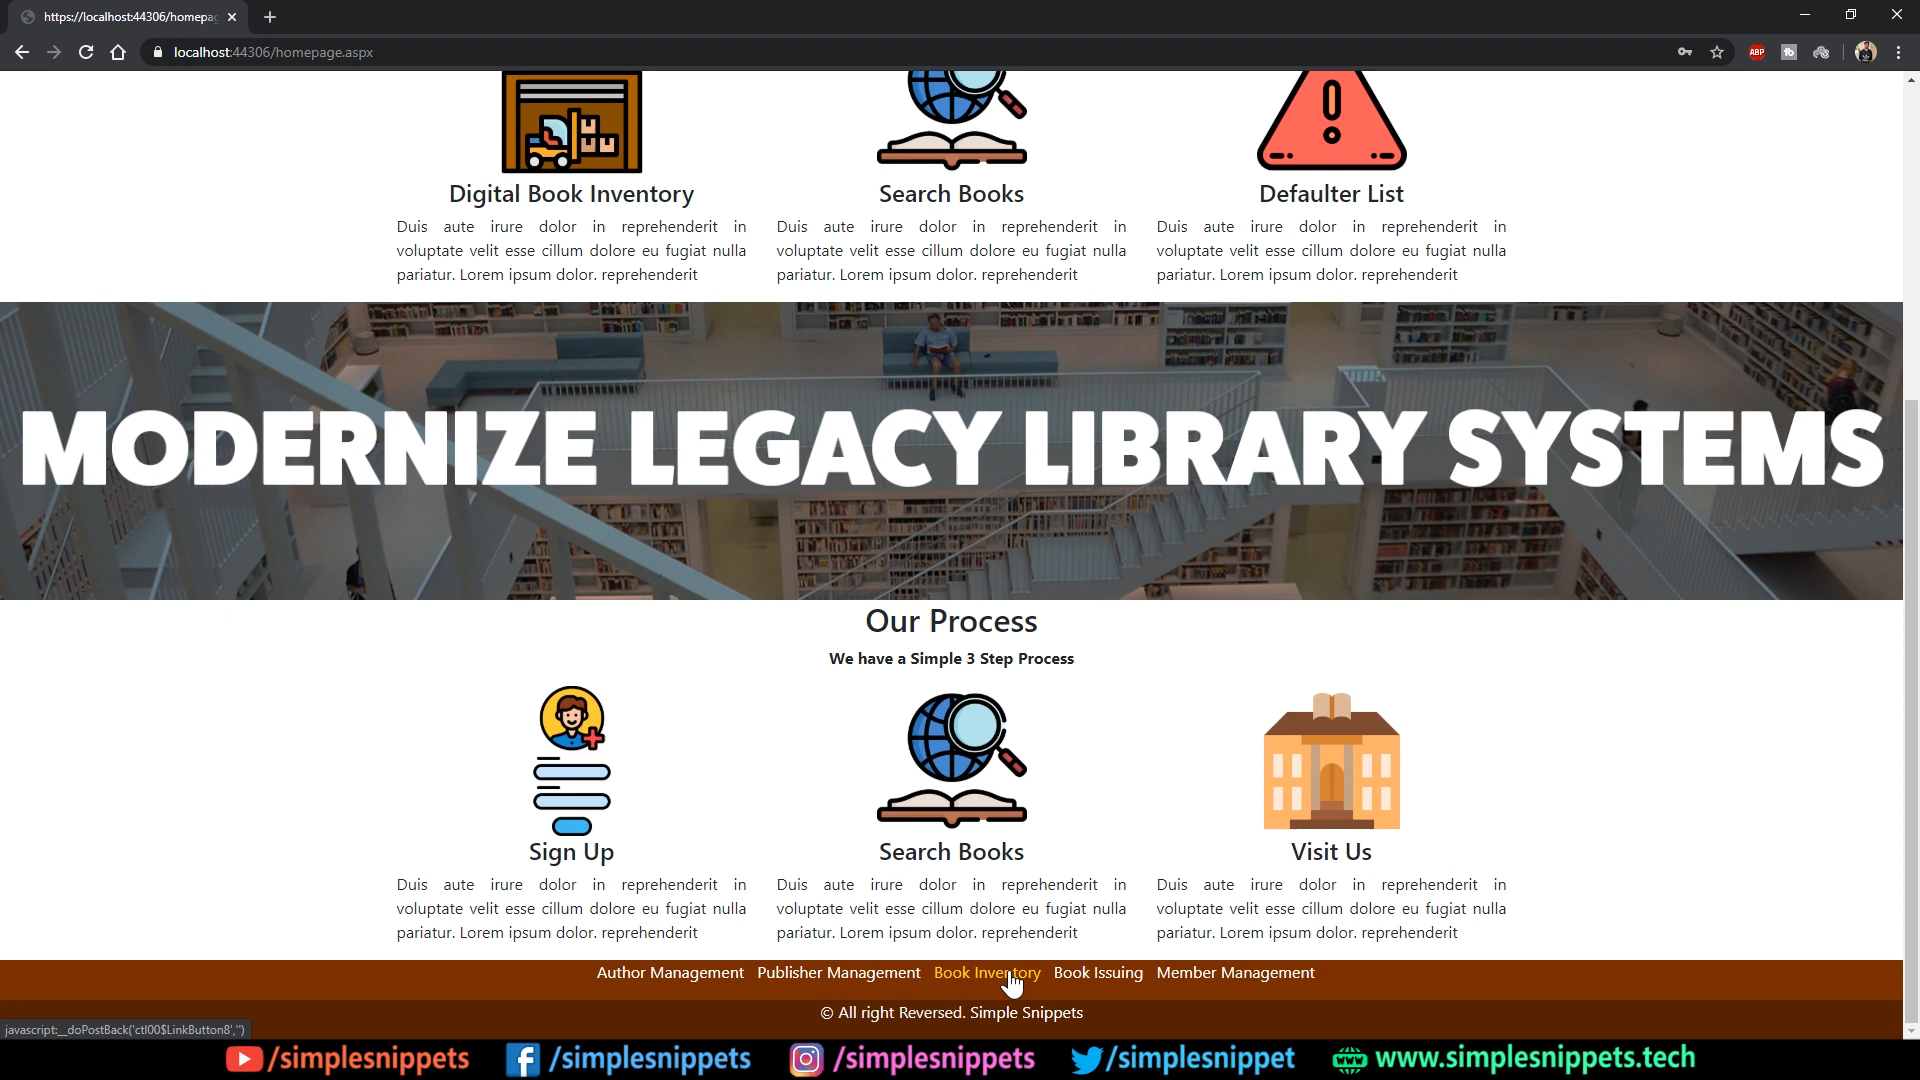 https://localhost:44306/homepa
localhost:44306/homepage.aspx
ABP
Digital Book Inventory
Search Books
Defaulter List
Duis aute irure dolor in reprehenderit in
voluptate velit esse cillum dolore eu fugiat nulla
pariatur. Lorem ipsum dolor. reprehenderit
Duis aute irure dolor in reprehenderit in
voluptate velit esse cillum dolore eu fugiat nulla
pariatur. Lorem ipsum dolor. reprehenderit
Duis aute irure dolor in reprehenderit in
voluptate velit esse cillum dolore eu fugiat nulla
pariatur. Lorem ipsum dolor. reprehenderit
MODERNIZE LEGACY LIBRARY SYSTEMS
Our Process
We have a Simple 3 Step Process
Sign Up
Search Books
Visit Us
Duis aute irure dolor in reprehenderit in
voluptate velit esse cillum dolore eu fugiat nulla
pariatur. Lorem ipsum dolor. reprehenderit
Duis aute irure dolor in reprehenderit in
voluptate velit esse cillum dolore eu fugiat nulla
pariatur. Lorem ipsum dolor. reprehenderit
Duis aute irure dolor in reprehenderit in
voluptate velit esse cillum dolore eu fugiat nulla
pariatur. Lorem ipsum dolor. reprehenderit
Author Management Publisher Management Book Inventory Book Issuing Member Management
© All right Reversed. Simple Snippets
javascript:__doPostBack('ctl00$LinkButton8','')
/simplesnippets /simplesnippets /simplesnippets /simplesnippet www.simplesnippets.tech